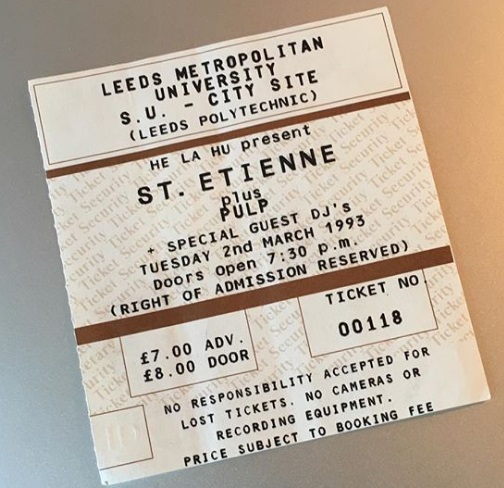 LEEDS METROPOLITAN
UNIVERSITY
S.U. - CITY SITE
(LEEDS POLYTECHNIC)
HE LA HU present
ST. ETIENNE
plus
PULP
+ SPECIAL GUEST DJ's
TUESDAY 2nd MARCH 1993
Doors open 7:30 p.m.
(RIGHT OF ADMISSION RESERVED)
£7.00 ADV.
£8.00 DOOR
TICKET NO.
00118
NO RESPONSIBILITY ACCEPTED FOR
LOST TICKETS. NO CAMERAS OR
RECORDING EQUIPMENT.
PRICE SUBJECT TO BOOKING FEE